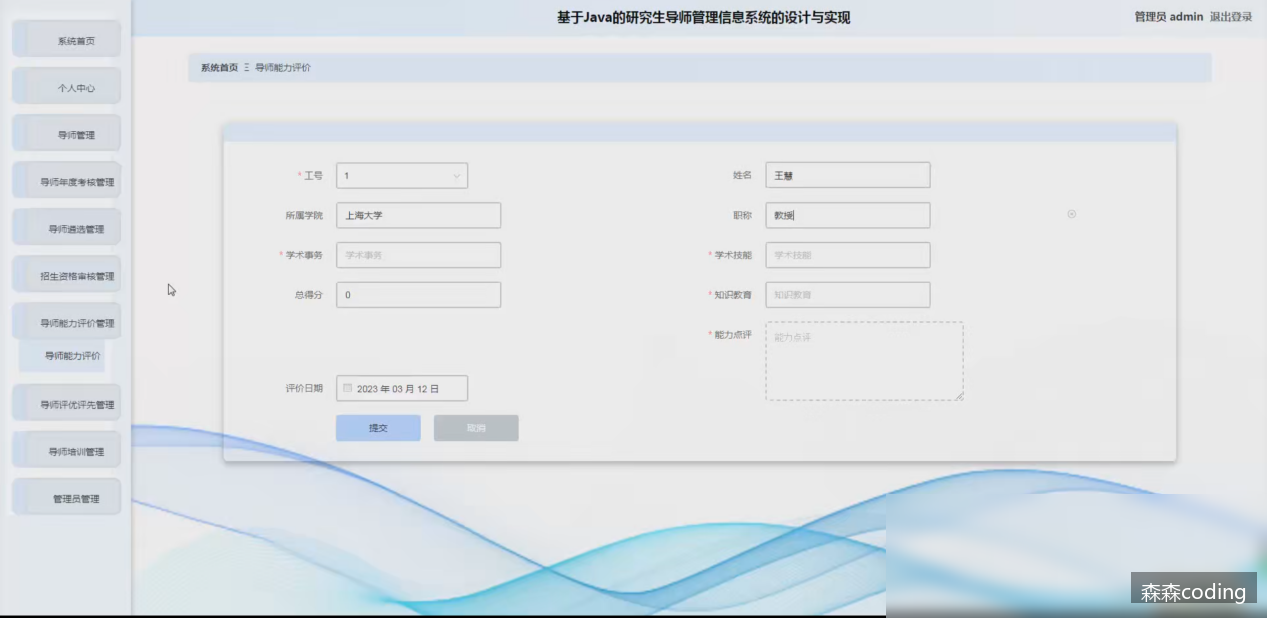 基于Java的研究生导师管理信息系统的设计与实现
管理员 admin 退出登录
系统首页
个人中心
导师管理
导师年度考核管理
导师遴选管理
招生资格审核管理
导师能力评价管理
导师能力评价
导师评优评先管理
导师培训管理
管理员管理
系统首页 Ξ 导师能力评价
* 工号 1
姓名 王慧
所属学院 上海大学
职称 教授
* 学术事务 学术事务
* 学术技能 学术技能
总得分 0
* 知识教育 知识教育
* 能力点评 能力点评
评价日期 2023 年 03 月 12 日
提交
取消
森森coding